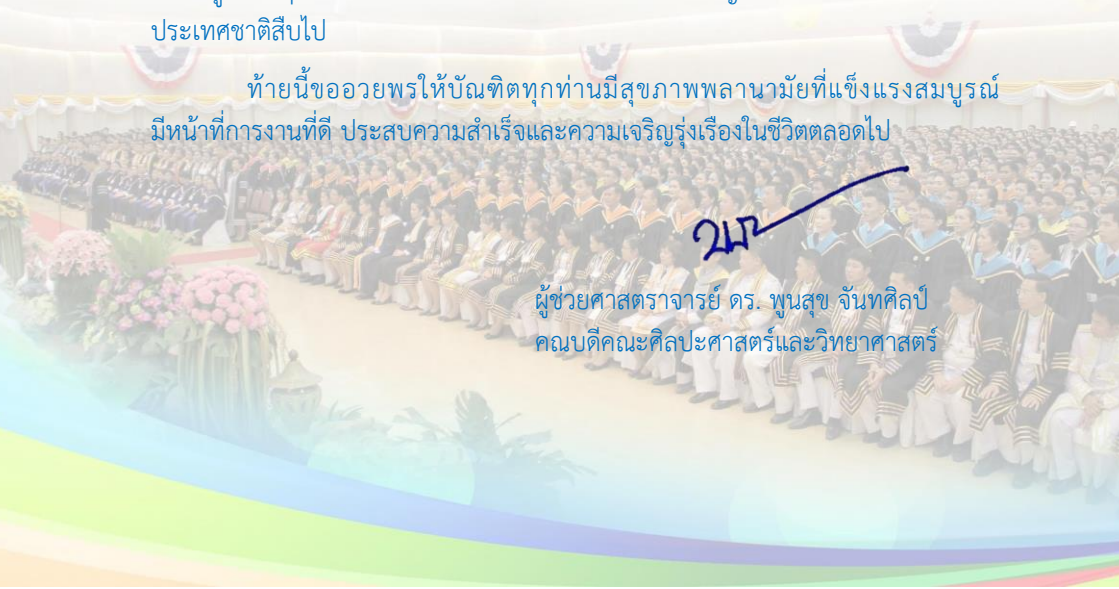 ประเทศชาติสืบไป
ท้ายนี้ขออวยพรให้บัณฑิตทุกท่านมีสุขภาพพลานามัยที่แข็งแรงสมบูรณ์
มีหน้าที่การงานที่ดี ประสบความสำเร็จและความเจริญรุ่งเรืองในชีวิตตลอดไป
ผู้ช่วยศาสตราจารย์ ดร. พูนสุข จันทศิลป์
คณบดีคณะศิลปะศาสตร์และวิทยาศาสตร์